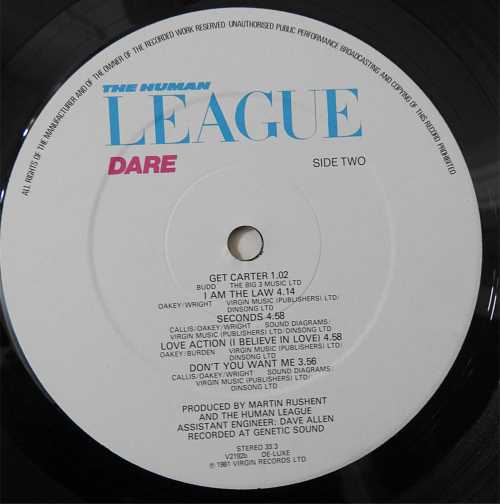 ALL RIGHTS OF THE MANUFACTURER AND OF THE OWNER OF THE RECORDED WORK RESERVED UNAUTHORISED PUBLIC PERFORMANCE BROADCASTING AND COPYING OF THIS RECORD PROHIBITED
THE HUMAN
LEAGUE
DARE
SIDE TWO
GET CARTER 1.02
BUDD THE BIG 3 MUSIC LTD
I AM THE LAW 4.14
OAKEY/WRIGHT VIRGIN MUSIC (PUBLISHERS) LTD/
DINSONG LTD
SECONDS 4.58
CALLIS/OAKEY/WRIGHT SOUND DIAGRAMS:
VIRGIN MUSIC (PUBLISHERS) LTD/DINSONG LTD
LOVE ACTION (I BELIEVE IN LOVE) 4.58
OAKEY/BURDEN VIRGIN MUSIC (PUBLISHERS) LTD/
DINSONG LTD
DON'T YOU WANT ME 3.56
CALLIS/OAKEY/WRIGHT SOUND DIAGRAMS:
VIRGIN MUSIC (PUBLISHERS) LTD/
DINSONG LTD
PRODUCED BY MARTIN RUSHENT
AND THE HUMAN LEAGUE
ASSISTANT ENGINEER: DAVE ALLEN
RECORDED AT GENETIC SOUND
STEREO 33.3
V2192b DE-LUXE
℗ 1981 VIRGIN RECORDS LTD